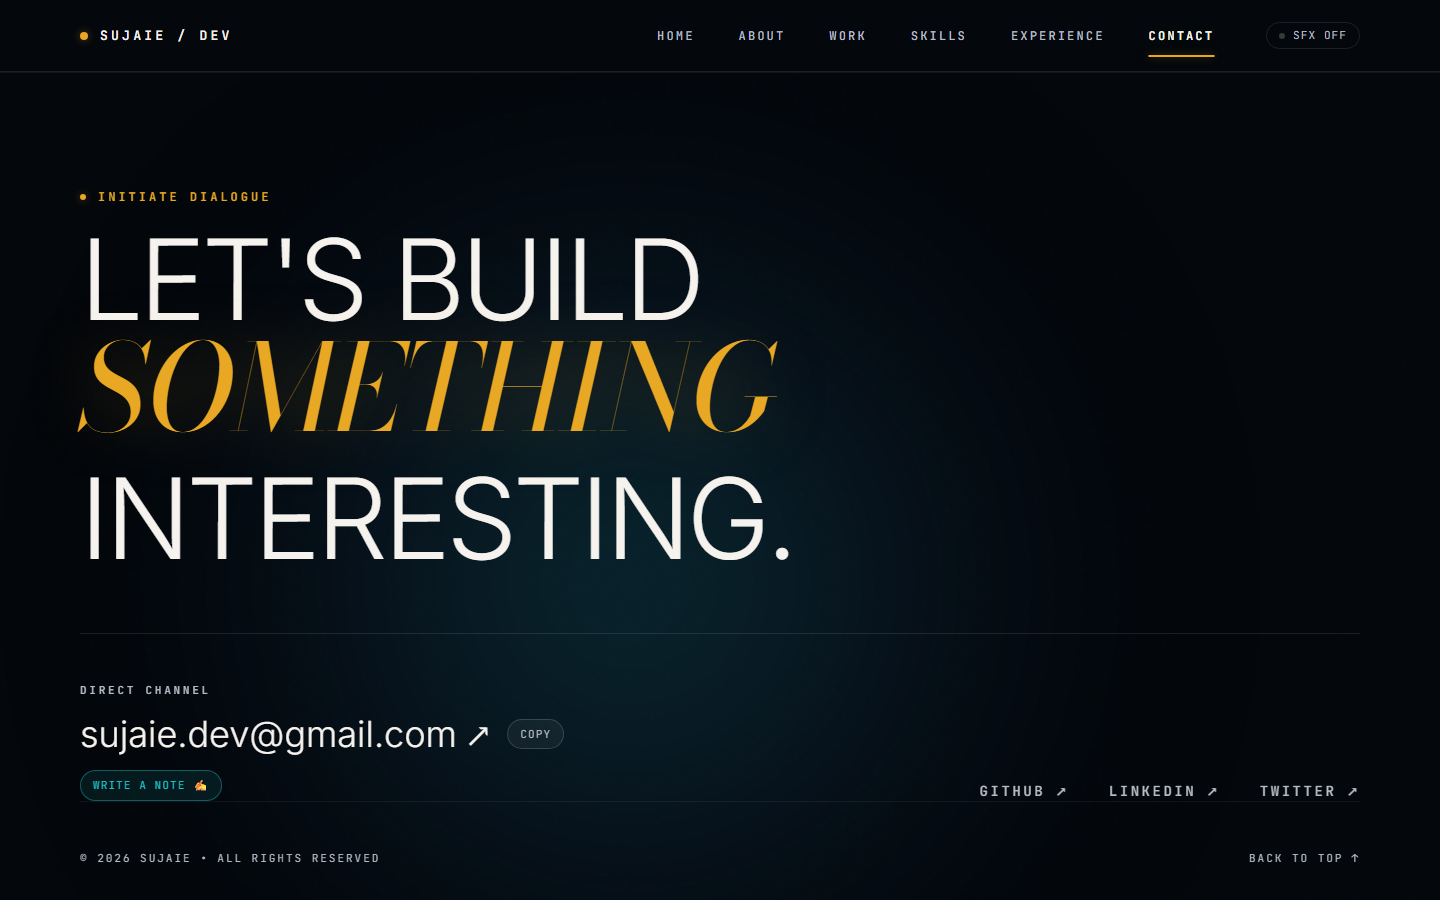 SUJAIE / DEV
HOME ABOUT WORK SKILLS EXPERIENCE CONTACT SFX OFF
INITIATE DIALOGUE
LET'S BUILD
SOMETHING
INTERESTING.
DIRECT CHANNEL
sujaie.dev@gmail.com ↗ COPY
WRITE A NOTE ✍️
GITHUB ↗ LINKEDIN ↗ TWITTER ↗
© 2026 SUJAIE • ALL RIGHTS RESERVED
BACK TO TOP ↑